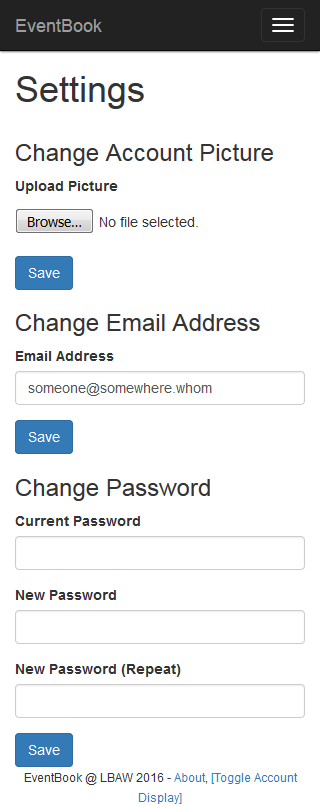 EventBook
Settings
Change Account Picture
Upload Picture
Browse... No file selected.
Save
Change Email Address
Email Address
someone@somewhere.whom
Save
Change Password
Current Password
New Password
New Password (Repeat)
Save
EventBook @ LBAW 2016 - About, [Toggle Account
Display]